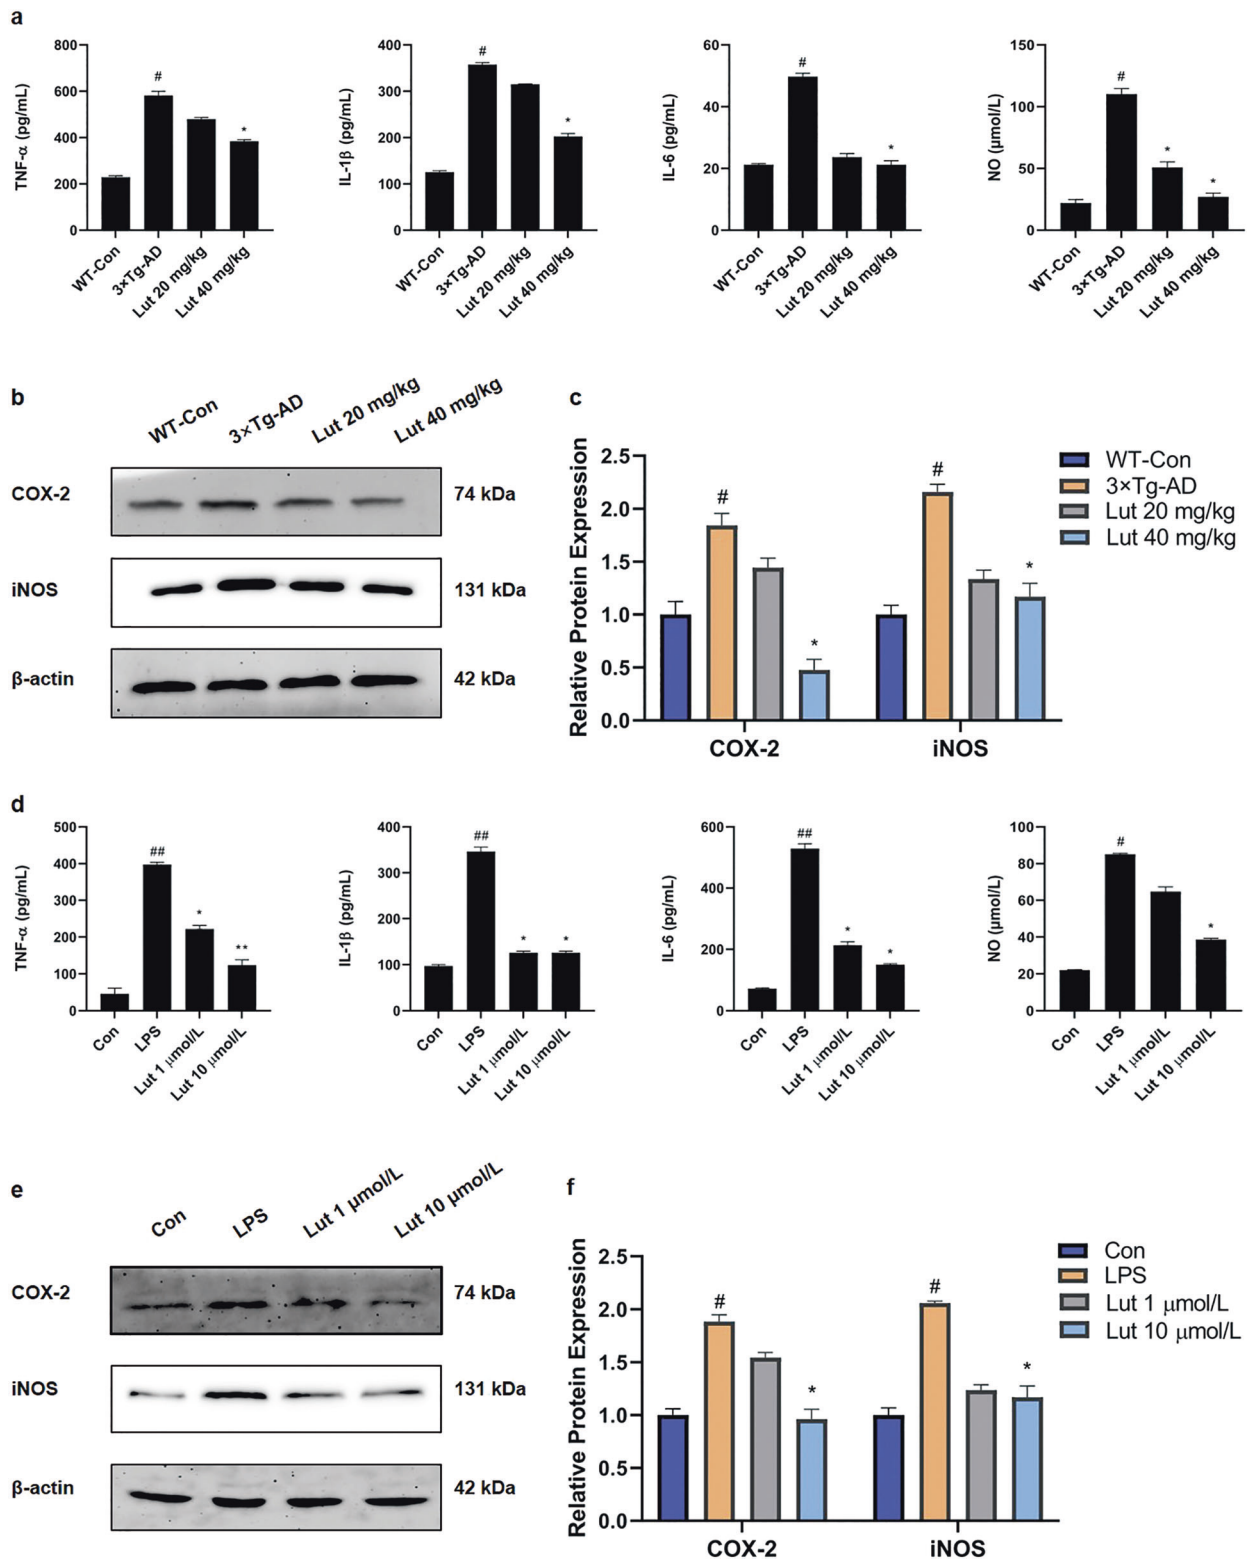 a
800
600
400
200
0
TNF-α (pg/mL)
#
*
WT-Con
3×Tg-AD
Lut 20 mg/kg
Lut 40 mg/kg
400
300
200
100
0
IL-1β (pg/mL)
#
*
WT-Con
3×Tg-AD
Lut 20 mg/kg
Lut 40 mg/kg
60
40
20
0
IL-6 (pg/mL)
#
*
WT-Con
3×Tg-AD
Lut 20 mg/kg
Lut 40 mg/kg
150
100
50
0
NO (μmol/L)
#
*
*
WT-Con
3×Tg-AD
Lut 20 mg/kg
Lut 40 mg/kg
b
WT-Con
3×Tg-AD
Lut 20 mg/kg
Lut 40 mg/kg
COX-2
74 kDa
iNOS
131 kDa
β-actin
42 kDa
c
2.5
2.0
1.5
1.0
0.5
0.0
Relative Protein Expression
#
*
#
*
COX-2
iNOS
WT-Con
3×Tg-AD
Lut 20 mg/kg
Lut 40 mg/kg
d
500
400
300
200
100
0
TNF-α (pg/mL)
##
*
**
Con
LPS
Lut 1 μmol/L
Lut 10 μmol/L
400
300
200
100
0
IL-1β (pg/mL)
##
*
*
Con
LPS
Lut 1 μmol/L
Lut 10 μmol/L
600
400
200
0
IL-6 (pg/mL)
##
*
*
Con
LPS
Lut 1 μmol/L
Lut 10 μmol/L
100
80
60
40
20
0
NO (μmol/L)
#
*
Con
LPS
Lut 1 μmol/L
Lut 10 μmol/L
e
Con
LPS
Lut 1 μmol/L
Lut 10 μmol/L
COX-2
74 kDa
iNOS
131 kDa
β-actin
42 kDa
f
2.5
2.0
1.5
1.0
0.5
0.0
Relative Protein Expression
#
*
#
*
COX-2
iNOS
Con
LPS
Lut 1 μmol/L
Lut 10 μmol/L